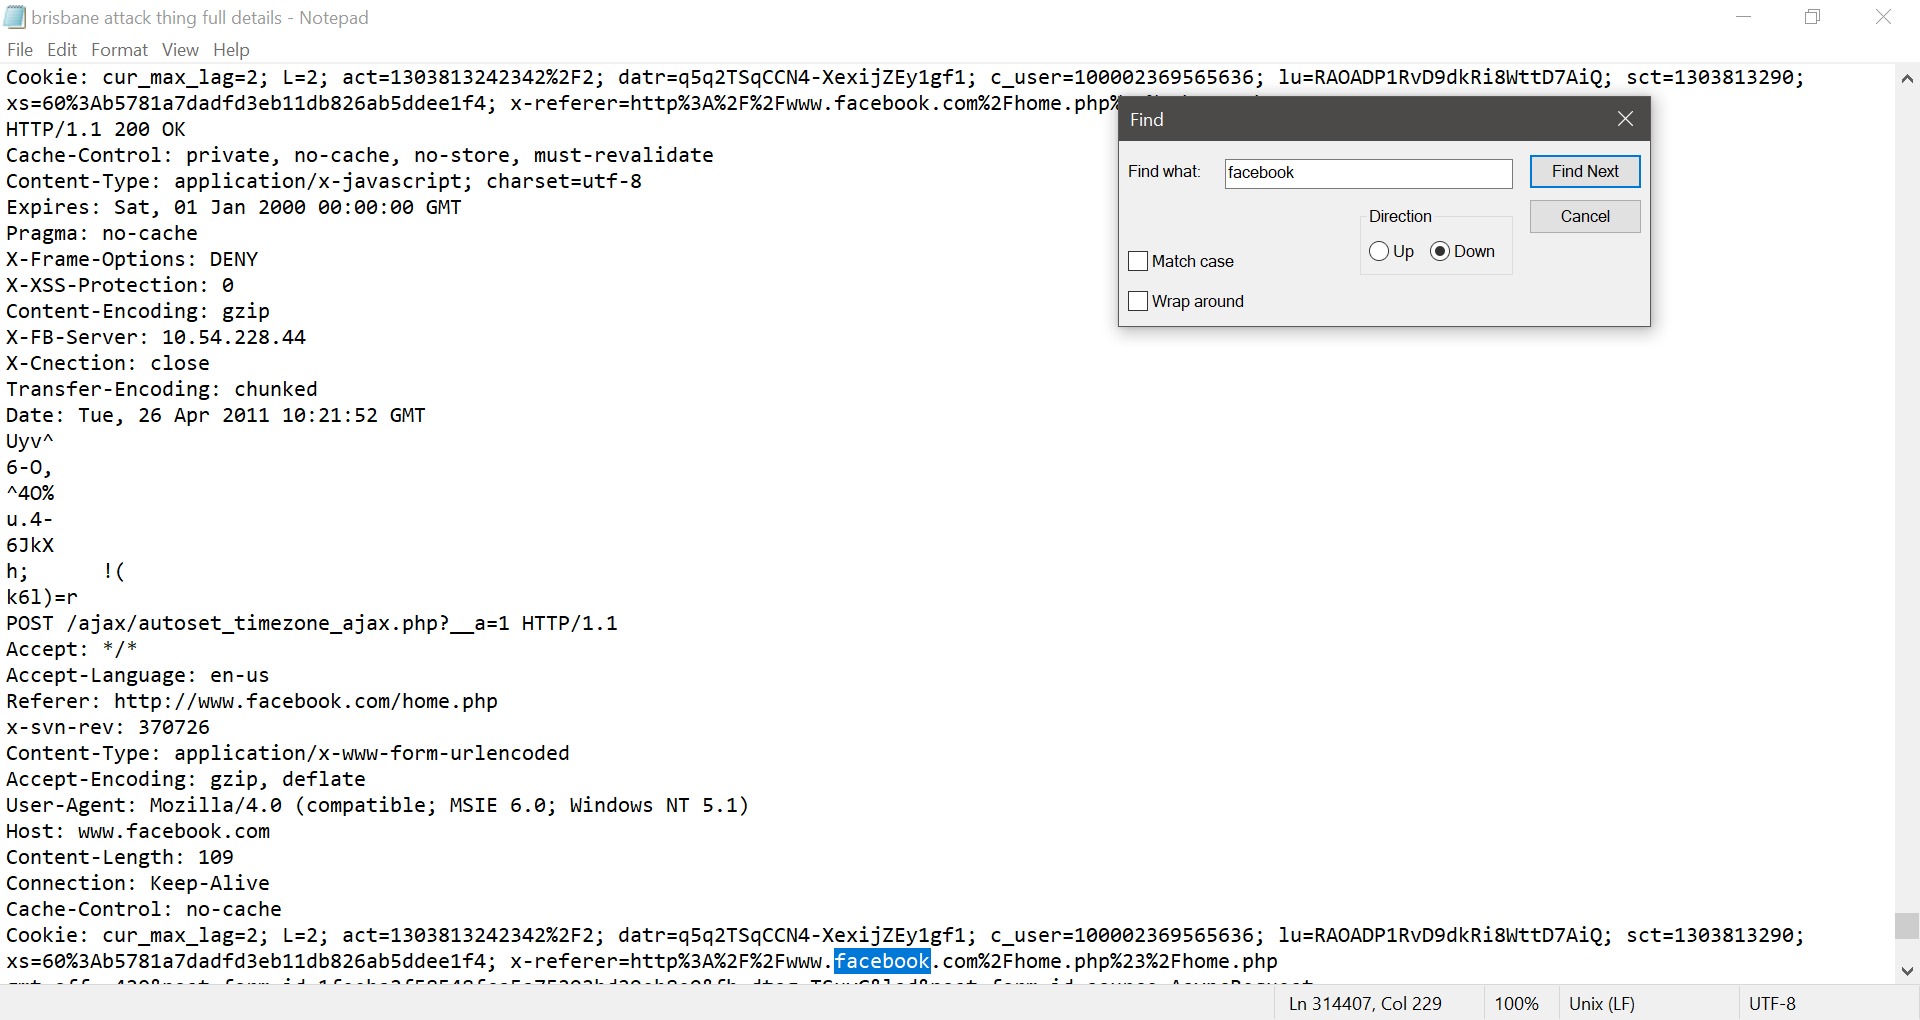 brisbane attack thing full details - Notepad
File Edit Format View Help
Cookie: cur_max_lag=2; L=2; act=1303813242342%2F2; datr=q5q2TSqCCN4-XexijZEy1gf1; c_user=100002369565636; lu=RAOADP1RvD9dkRi8WttD7AiQ; sct=1303813290;
xs=60%3Ab5781a7dadfd3eb11db826ab5ddee1f4; x-referer=http%3A%2F%2Fwww.facebook.com%2Fhome.php%
HTTP/1.1 200 OK
Cache-Control: private, no-cache, no-store, must-revalidate
Content-Type: application/x-javascript; charset=utf-8
Expires: Sat, 01 Jan 2000 00:00:00 GMT
Pragma: no-cache
X-Frame-Options: DENY
X-XSS-Protection: 0
Content-Encoding: gzip
X-FB-Server: 10.54.228.44
X-Cnection: close
Transfer-Encoding: chunked
Date: Tue, 26 Apr 2011 10:21:52 GMT
Uyv^
6-O,
^4O%
u.4-
6JkX
h; !(
k6l)=r
POST /ajax/autoset_timezone_ajax.php?__a=1 HTTP/1.1
Accept: */*
Accept-Language: en-us
Referer: http://www.facebook.com/home.php
x-svn-rev: 370726
Content-Type: application/x-www-form-urlencoded
Accept-Encoding: gzip, deflate
User-Agent: Mozilla/4.0 (compatible; MSIE 6.0; Windows NT 5.1)
Host: www.facebook.com
Content-Length: 109
Connection: Keep-Alive
Cache-Control: no-cache
Cookie: cur_max_lag=2; L=2; act=1303813242342%2F2; datr=q5q2TSqCCN4-XexijZEy1gf1; c_user=100002369565636; lu=RAOADP1RvD9dkRi8WttD7AiQ; sct=1303813290;
xs=60%3Ab5781a7dadfd3eb11db826ab5ddee1f4; x-referer=http%3A%2F%2Fwww.facebook.com%2Fhome.php%23%2Fhome.php
Find
Find what: facebook
Find Next
Direction
Cancel
Up Down
Match case
Wrap around
Ln 314407, Col 229 100% Unix (LF) UTF-8